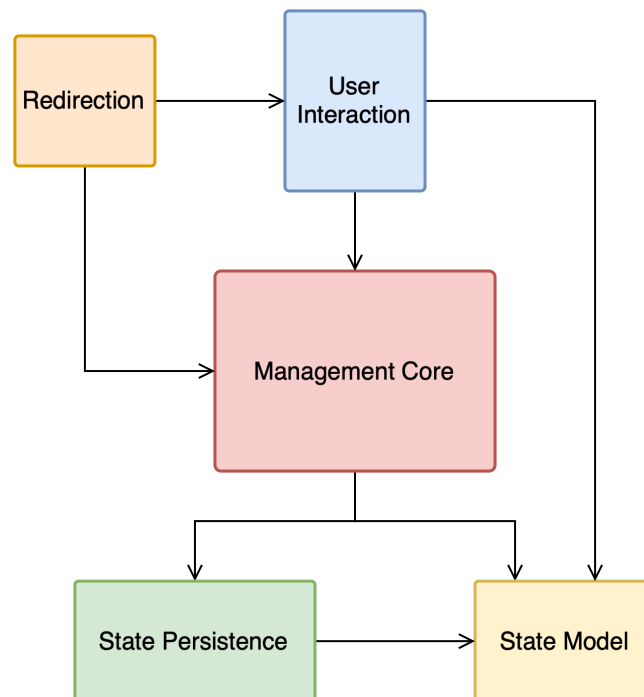 Redirection
User
Interaction
Management Core
State Persistence
State Model